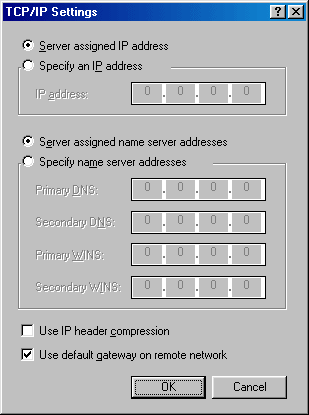 TCP/IP Settings
Server assigned IP address
Specify an IP address
IP address: 0 . 0 . 0 . 0
Server assigned name server addresses
Specify name server addresses
Primary DNS: 0 . 0 . 0 . 0
Secondary DNS: 0 . 0 . 0 . 0
Primary WINS: 0 . 0 . 0 . 0
Secondary WINS: 0 . 0 . 0 . 0
Use IP header compression
Use default gateway on remote network
OK Cancel